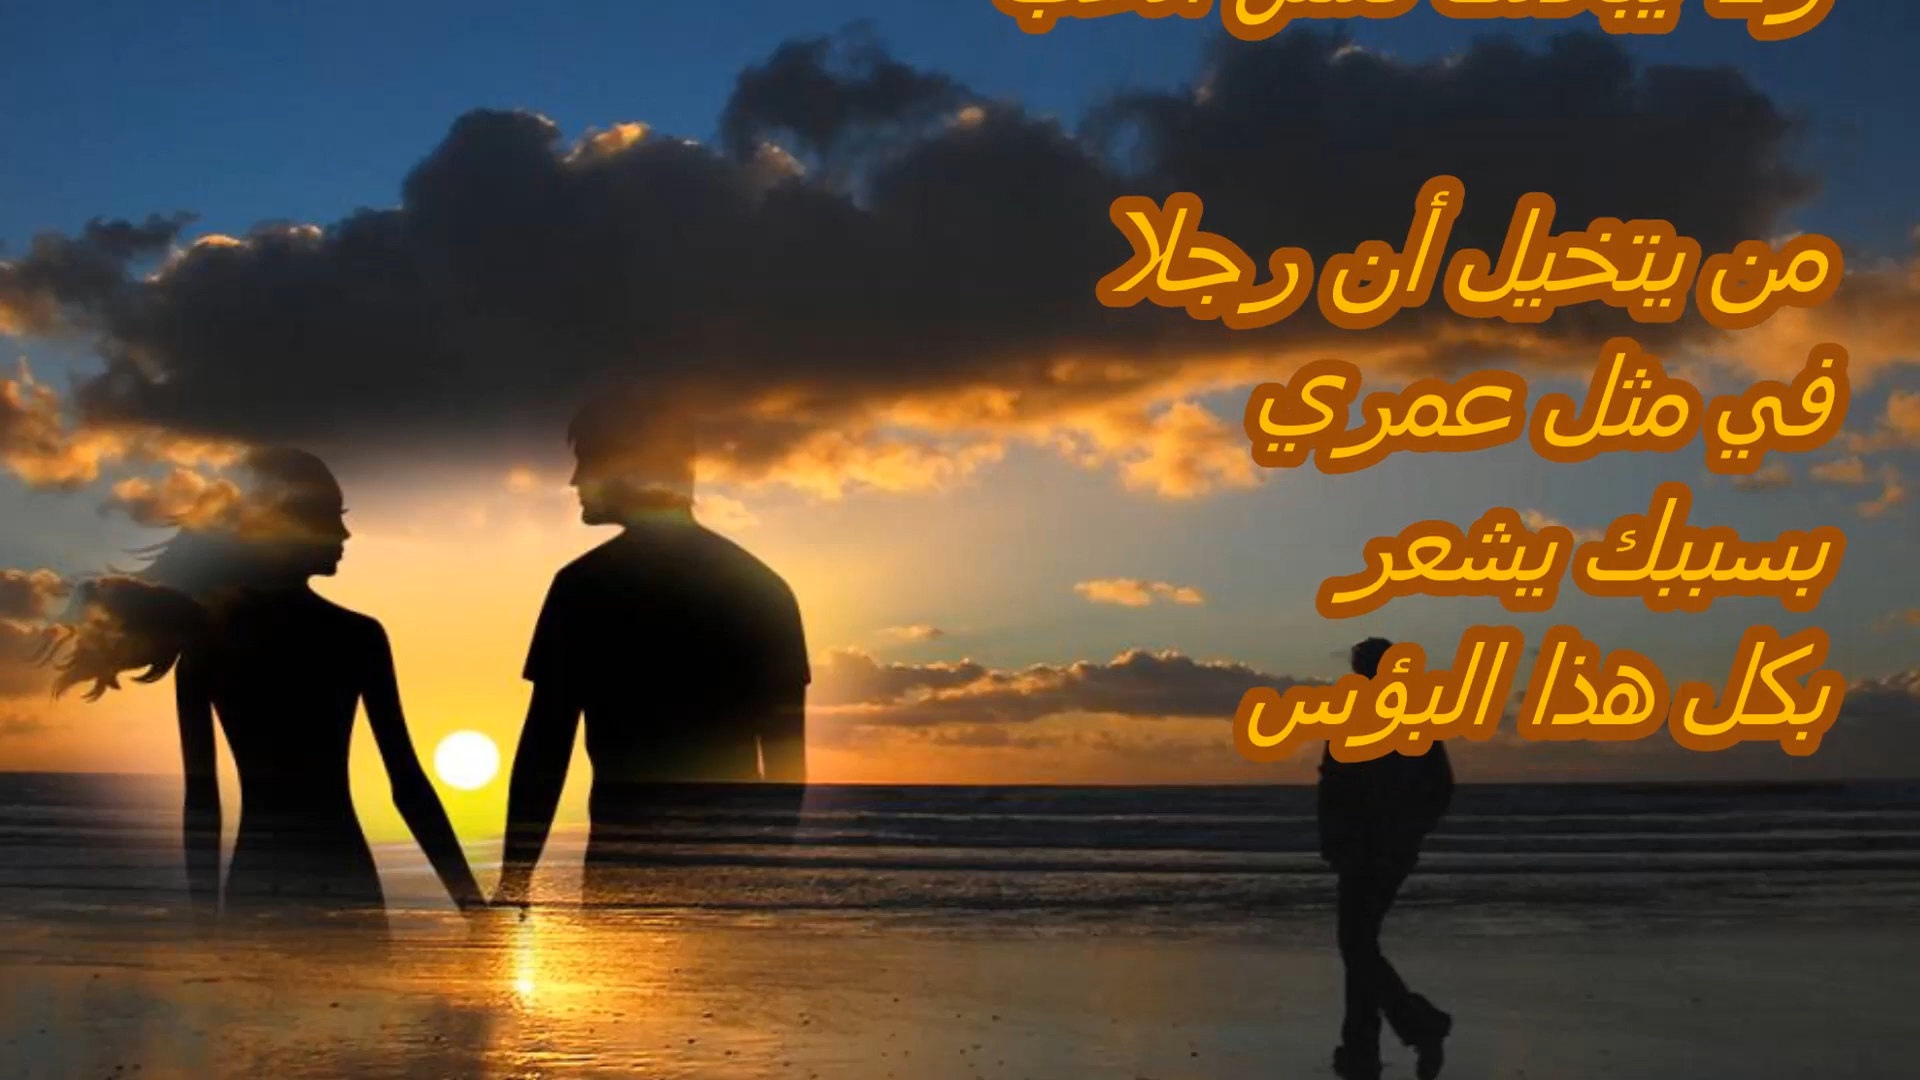 من يتخيل أن رجلا
في مثل عمري
بسببك يشعر
بكل هذا البؤس